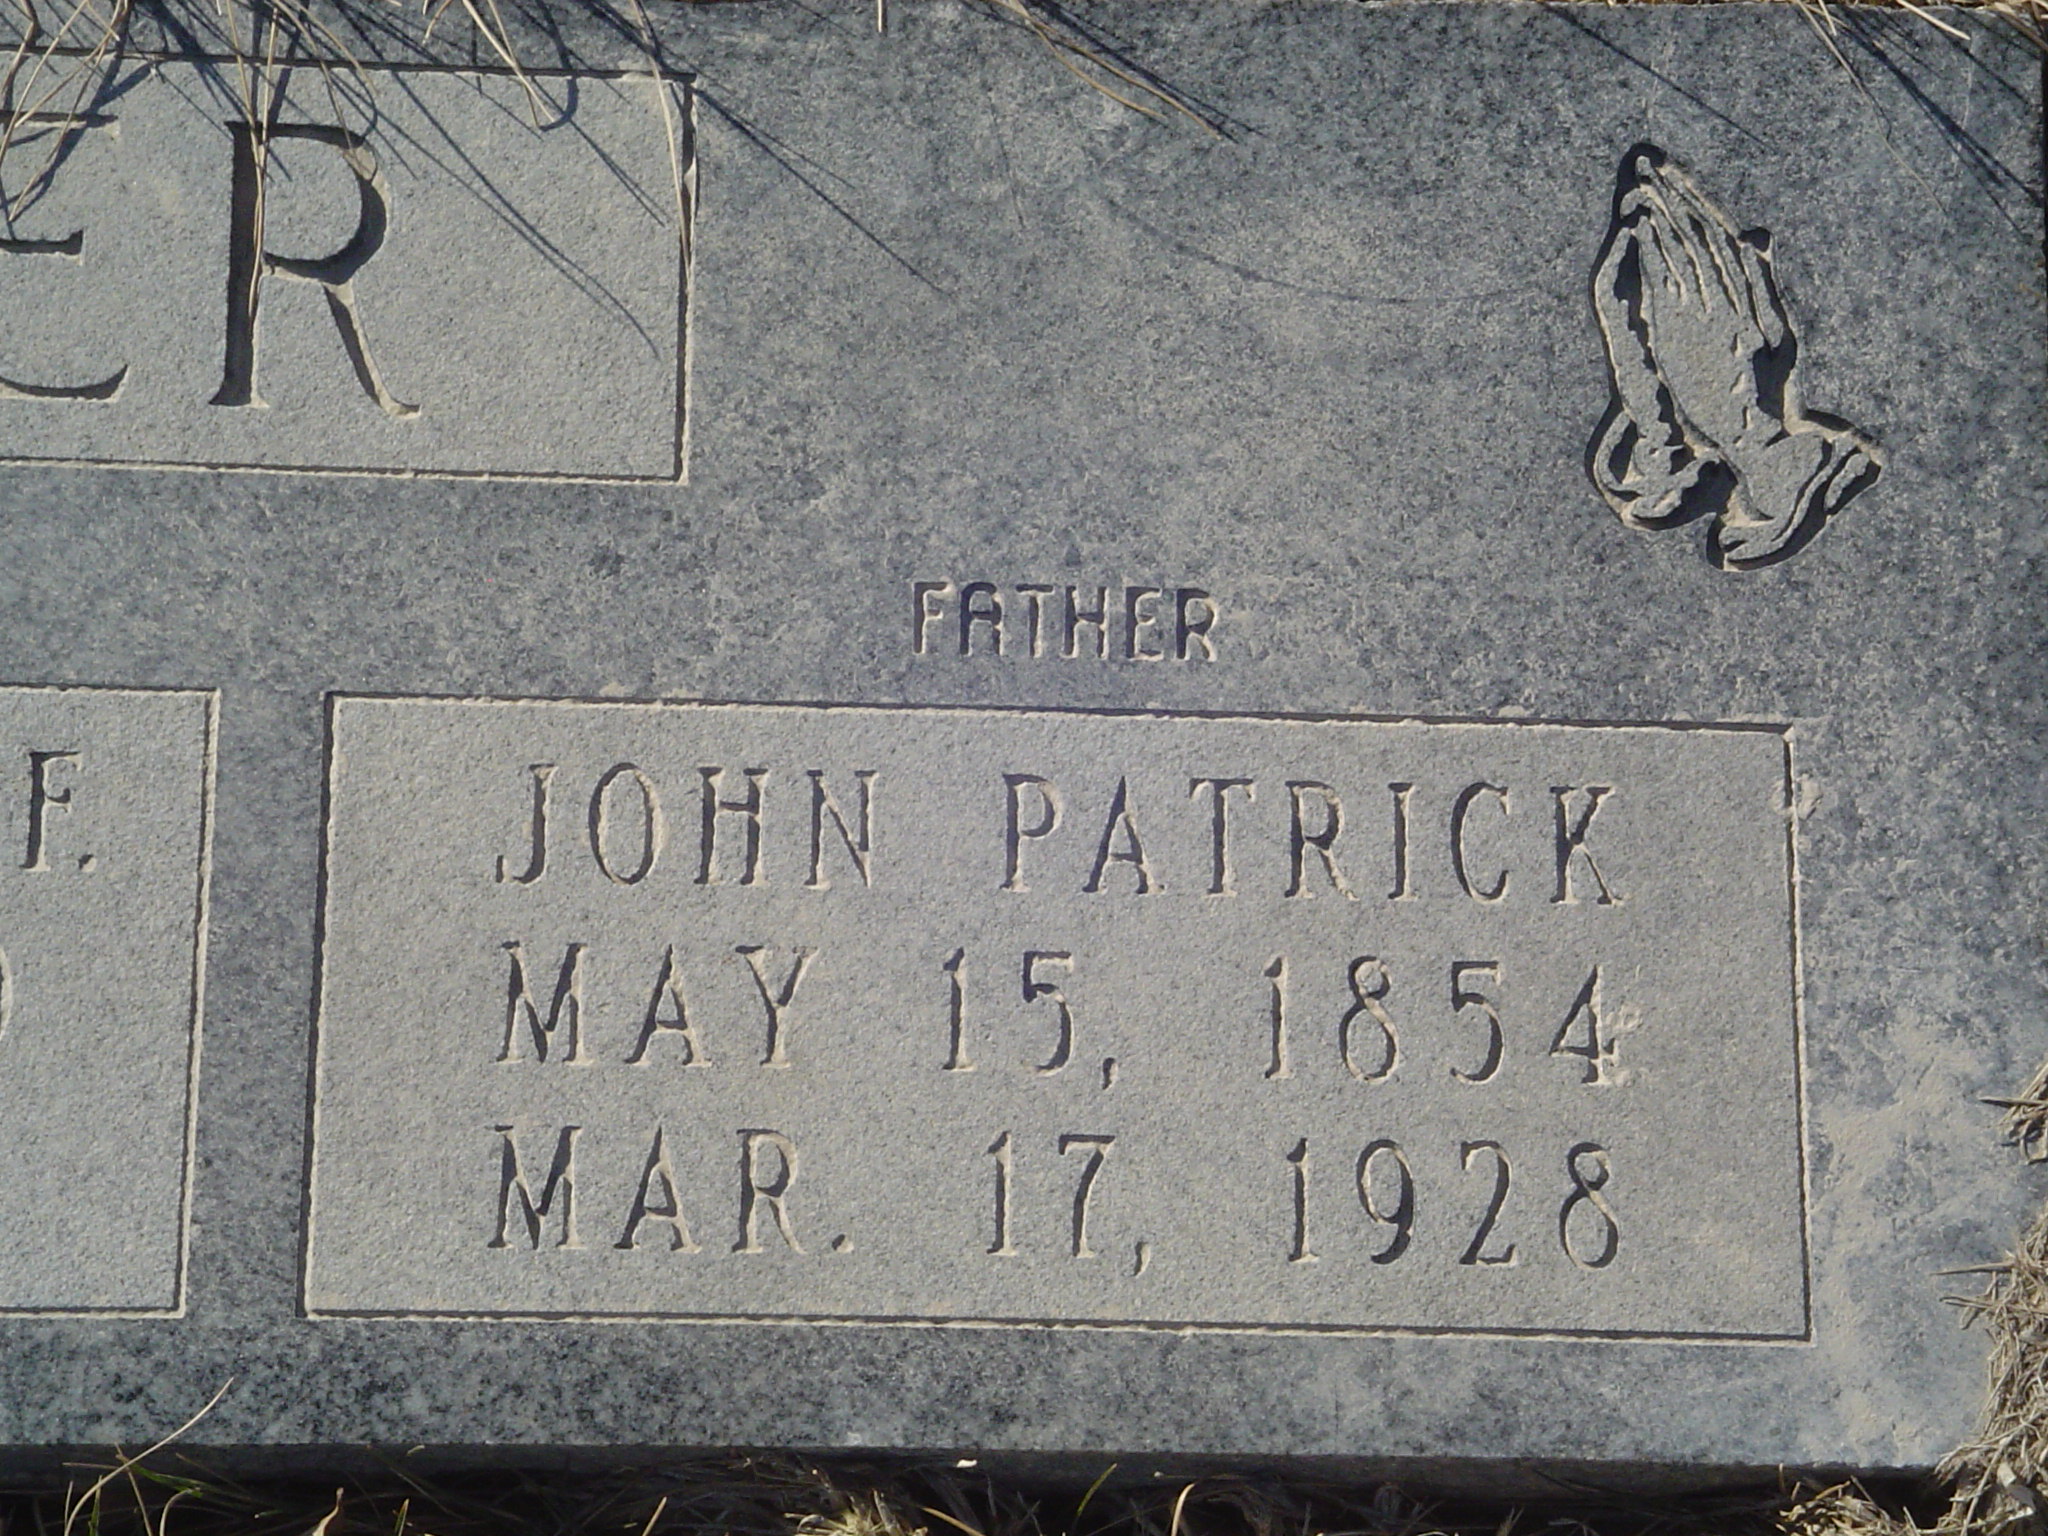 ER
FATHER
F.
JOHN PATRICK
MAY 15, 1854
MAR. 17, 1928